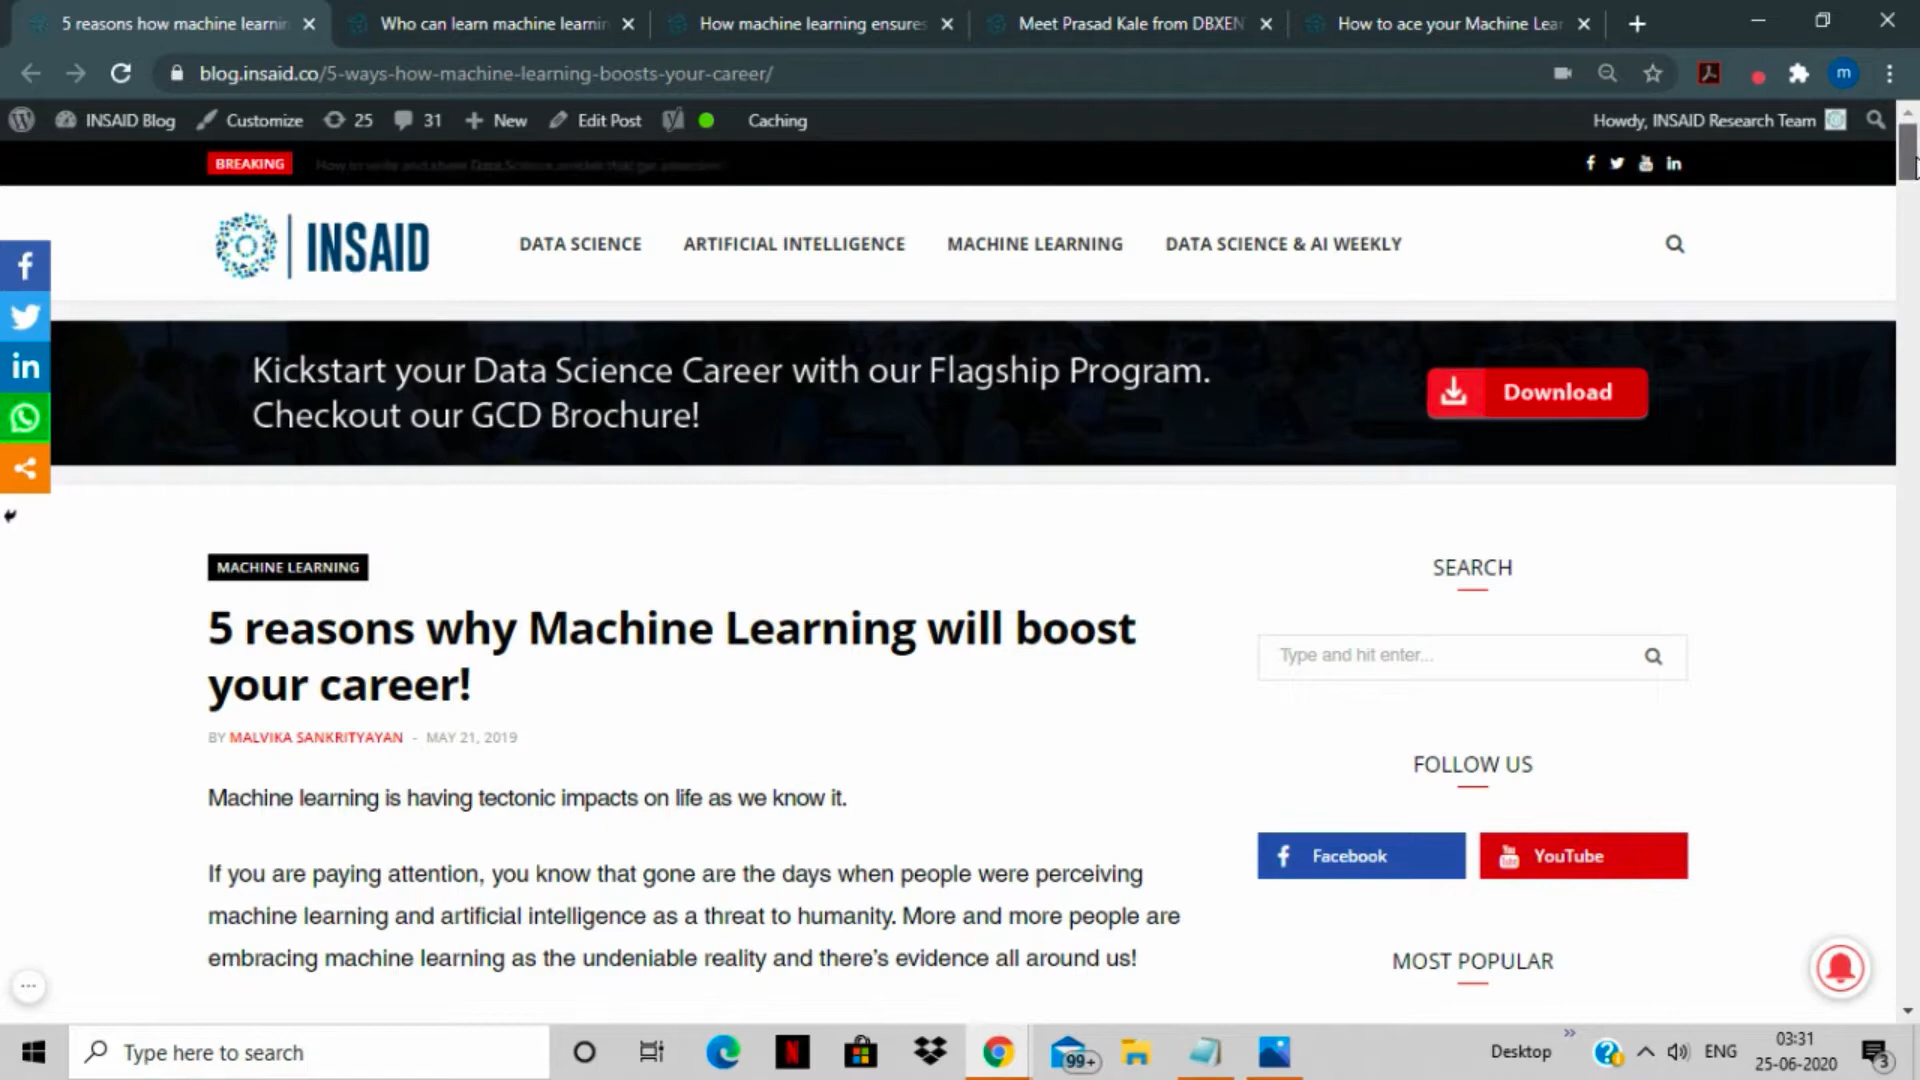 5 reasons how machine learnin
Who can learn machine learnin
How machine learning ensures
Meet Prasad Kale from DBXEN
How to ace your Machine Lear
blog.insaid.co/5-ways-how-machine-learning-boosts-your-career/
m
INSAID Blog
Customize
25
31
New
Edit Post
Caching
Howdy, INSAID Research Team
BREAKING
INSAID
DATA SCIENCE
ARTIFICIAL INTELLIGENCE
MACHINE LEARNING
DATA SCIENCE & AI WEEKLY
Kickstart your Data Science Career with our Flagship Program.
Checkout our GCD Brochure!
Download
MACHINE LEARNING
5 reasons why Machine Learning will boost
your career!
BY MALVIKA SANKRITYAYAN - MAY 21, 2019
Machine learning is having tectonic impacts on life as we know it.
If you are paying attention, you know that gone are the days when people were perceiving
machine learning and artificial intelligence as a threat to humanity. More and more people are
embracing machine learning as the undeniable reality and there's evidence all around us!
SEARCH
Type and hit enter...
FOLLOW US
Facebook
You Tube YouTube
MOST POPULAR
Type here to search
99+
Desktop
ENG
03:31
25-06-2020
3